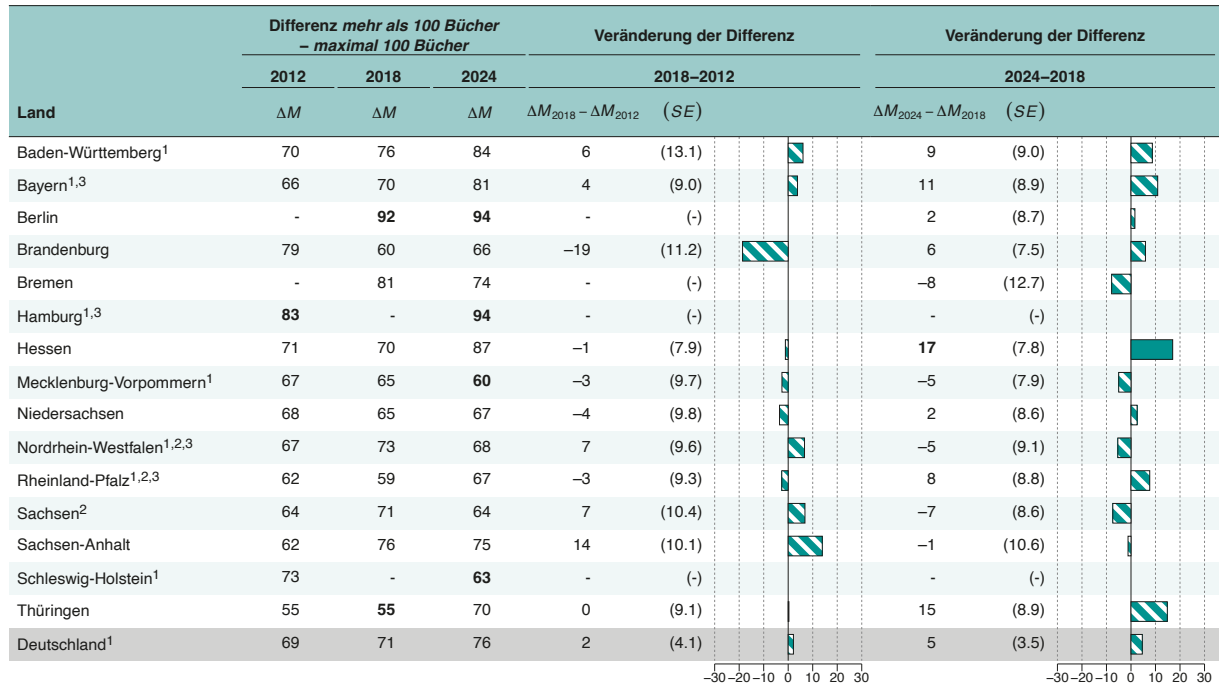 Differenz mehr als 100 Bücher – maximal 100 Bücher Veränderung der Differenz Veränderung der Differenz
2012 2018 2024 2018–2012 2024–2018
Land ΔM ΔM ΔM ΔM2018 – ΔM2012 (SE) ΔM2024 – ΔM2018 (SE)
Baden-Württemberg1 70 76 84 6 (13.1) 9 (9.0)
Bayern1,3 66 70 81 4 (9.0) 11 (8.9)
Berlin - 92 94 - (-) 2 (8.7)
Brandenburg 79 60 66 –19 (11.2) 6 (7.5)
Bremen - 81 74 - (-) –8 (12.7)
Hamburg1,3 83 - 94 - (-) - (-)
Hessen 71 70 87 –1 (7.9) 17 (7.8)
Mecklenburg-Vorpommern1 67 65 60 –3 (9.7) –5 (7.9)
Niedersachsen 68 65 67 –4 (9.8) 2 (8.6)
Nordrhein-Westfalen1,2,3 67 73 68 7 (9.6) –5 (9.1)
Rheinland-Pfalz1,2,3 62 59 67 –3 (9.3) 8 (8.8)
Sachsen2 64 71 64 7 (10.4) –7 (8.6)
Sachsen-Anhalt 62 76 75 14 (10.1) –1 (10.6)
Schleswig-Holstein1 73 - 63 - (-) - (-)
Thüringen 55 55 70 0 (9.1) 15 (8.9)
Deutschland1 69 71 76 2 (4.1) 5 (3.5)
–30 –20 –10 0 10 20 30 –30 –20 –10 0 10 20 30